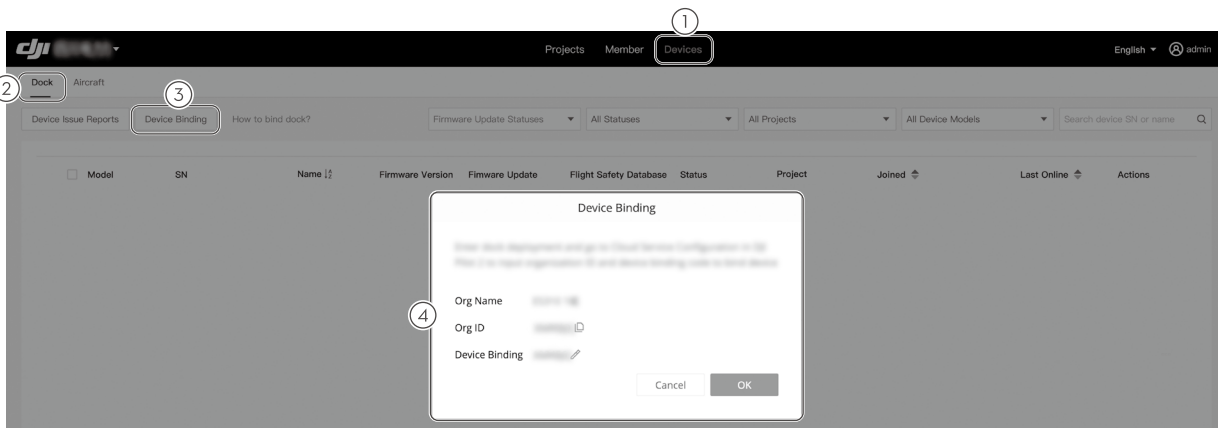 1
dji
Projects Member Devices
English admin
2
Dock Aircraft
3
Device Issue Reports Device Binding How to bind dock? Firmware Update Statuses All Statuses All Projects All Device Models Search device SN or name
Model SN Name Firmware Version Fimware Update Flight Safety Database Status Project Joined Last Online Actions
Device Binding
Org Name
4
Org ID
Device Binding
Cancel OK